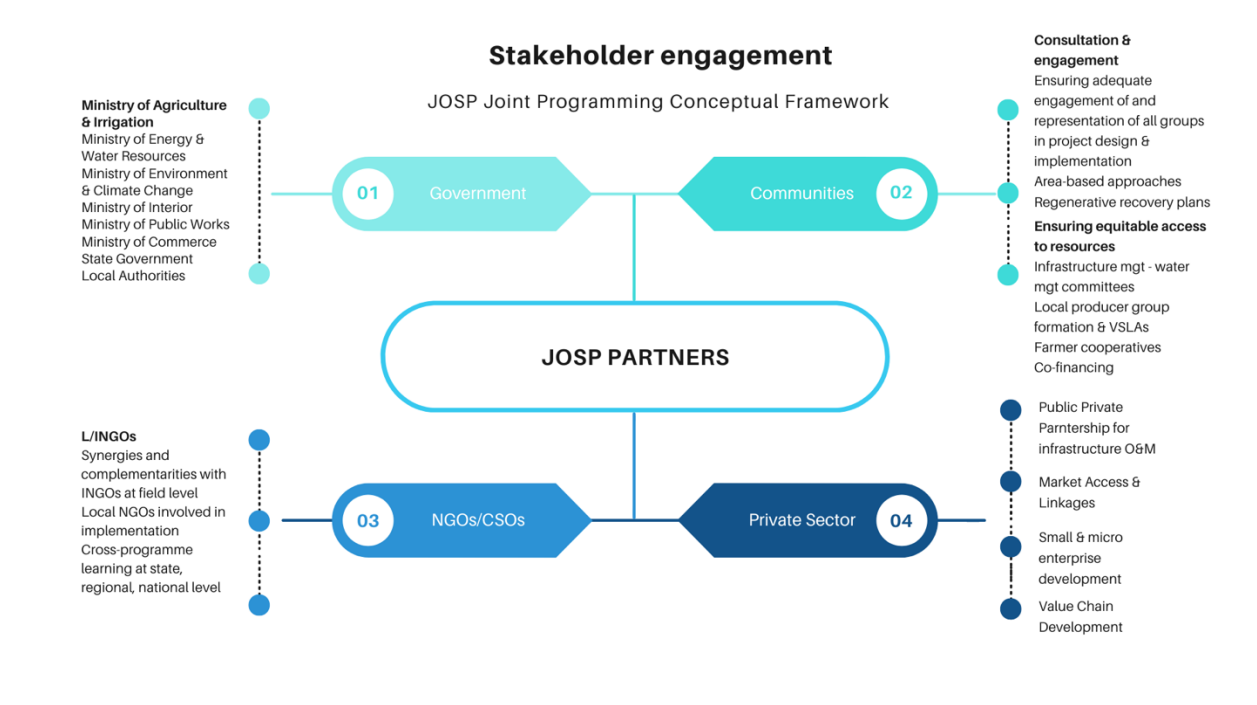 Stakeholder engagement
JOSP Joint Programming Conceptual Framework
Ministry of Agriculture
& Irrigation
Ministry of Energy &
Water Resources
Ministry of Environment
& Climate Change
Ministry of Interior
Ministry of Public Works
Ministry of Commerce
State Government
Local Authorities
01
Government
Communities
02
Consultation &
engagement
Ensuring adequate
engagement of and
representation of all groups
in project design &
implementation
Area-based approaches
Regenerative recovery plans
Ensuring equitable access
to resources
Infrastructure mgt - water
mgt committees
Local producer group
formation & VSLAs
Farmer cooperatives
Co-financing
JOSP PARTNERS
L/INGOs
Synergies and
complementarities with
INGOs at field level
Local NGOs involved in
implementation
Cross-programme
learning at state,
regional, national level
03
NGOs/CSOs
Private Sector
04
Public Private
Parntership for
infrastructure O&M
Market Access &
Linkages
Small & micro
enterprise
development
Value Chain
Development